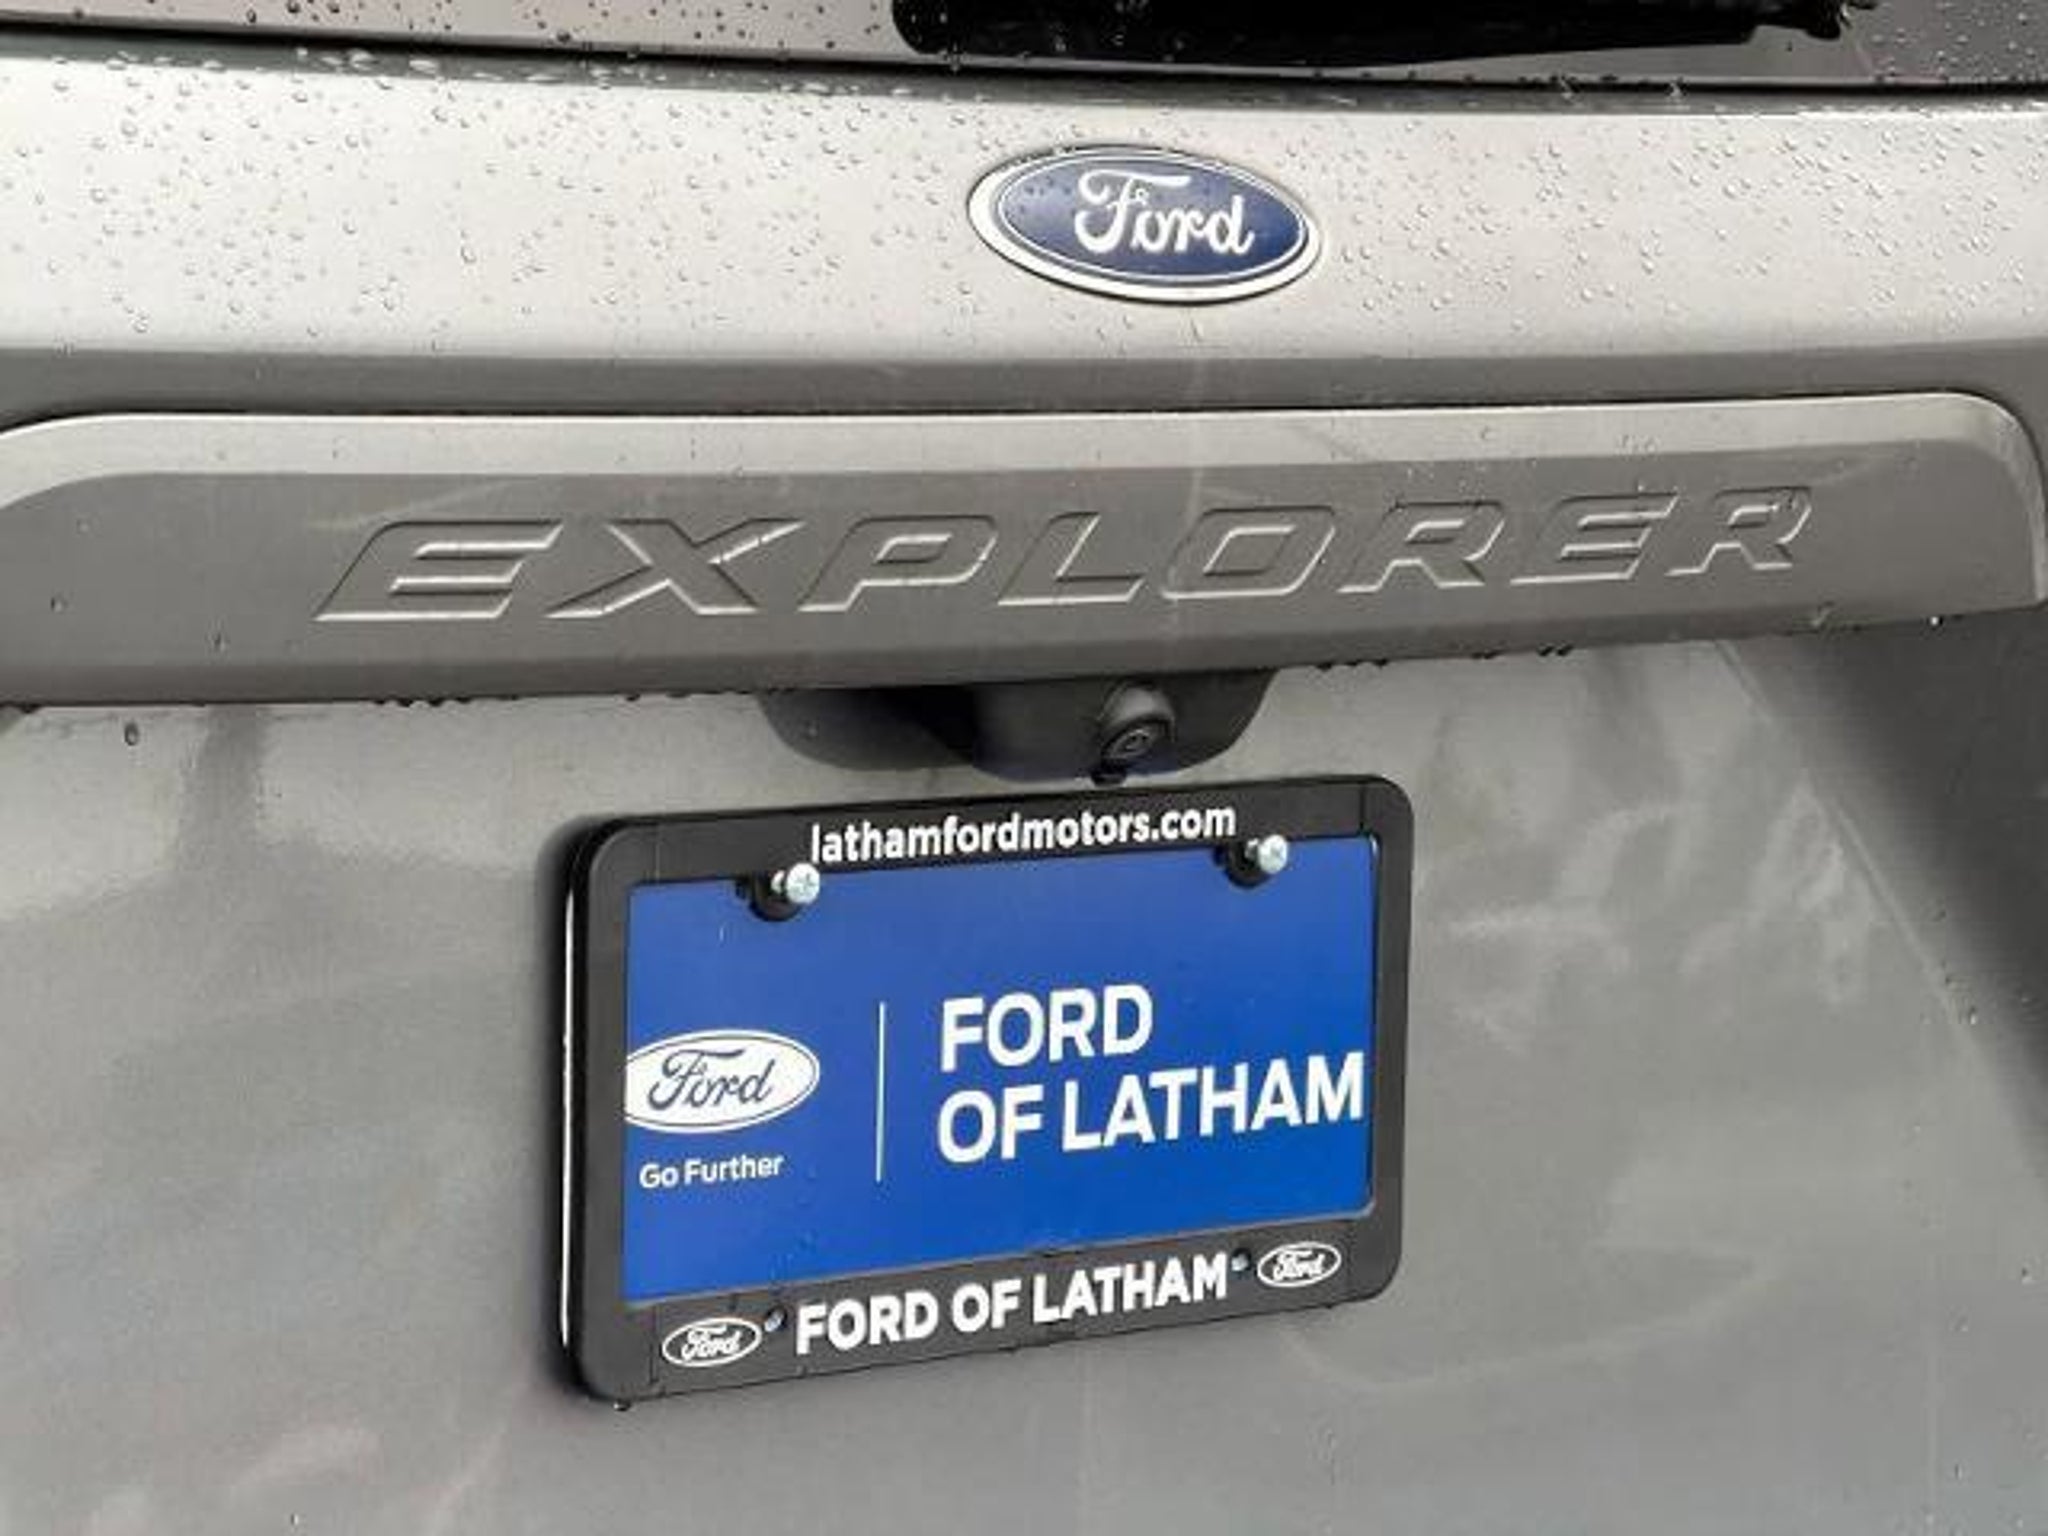 Ford
EXPLORER
lathamfordmotors.com
Ford
Go Further
FORD
OF LATHAM
Ford
FORD OF LATHAM
Ford